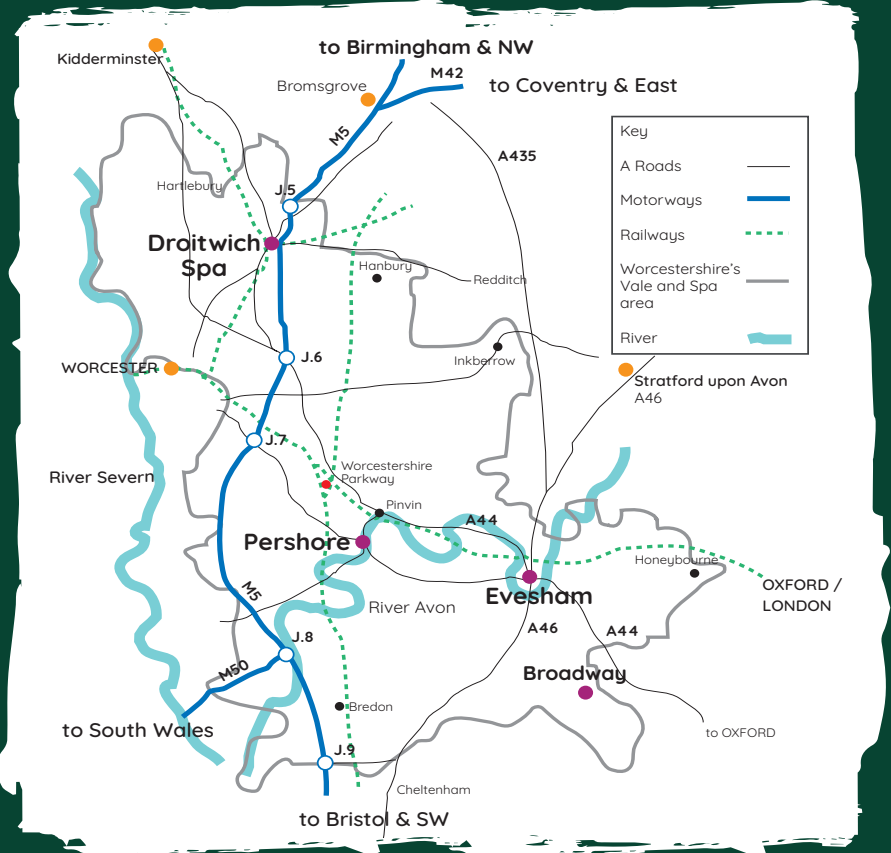 to Birmingham & NW
Kidderminster
M42
Bromsgrove
to Coventry & East
Key
M5
A435
A Roads
Hartlebury
J.5
Motorways
Railways
Droitwich
Spa
Hanbury
Redditch
Worcestershire's
Vale and Spa
area
River
J.6
Inkberrow
WORCESTER
Stratford upon Avon
A46
J.7
River Severn
Worcestershire
Parkway
Pinvin
A44
Pershore
Honeybourne
M5
Evesham
OXFORD /
LONDON
River Avon
A46
A44
J.8
M50
Broadway
Bredon
to South Wales
to OXFORD
J.9
Cheltenham
to Bristol & SW